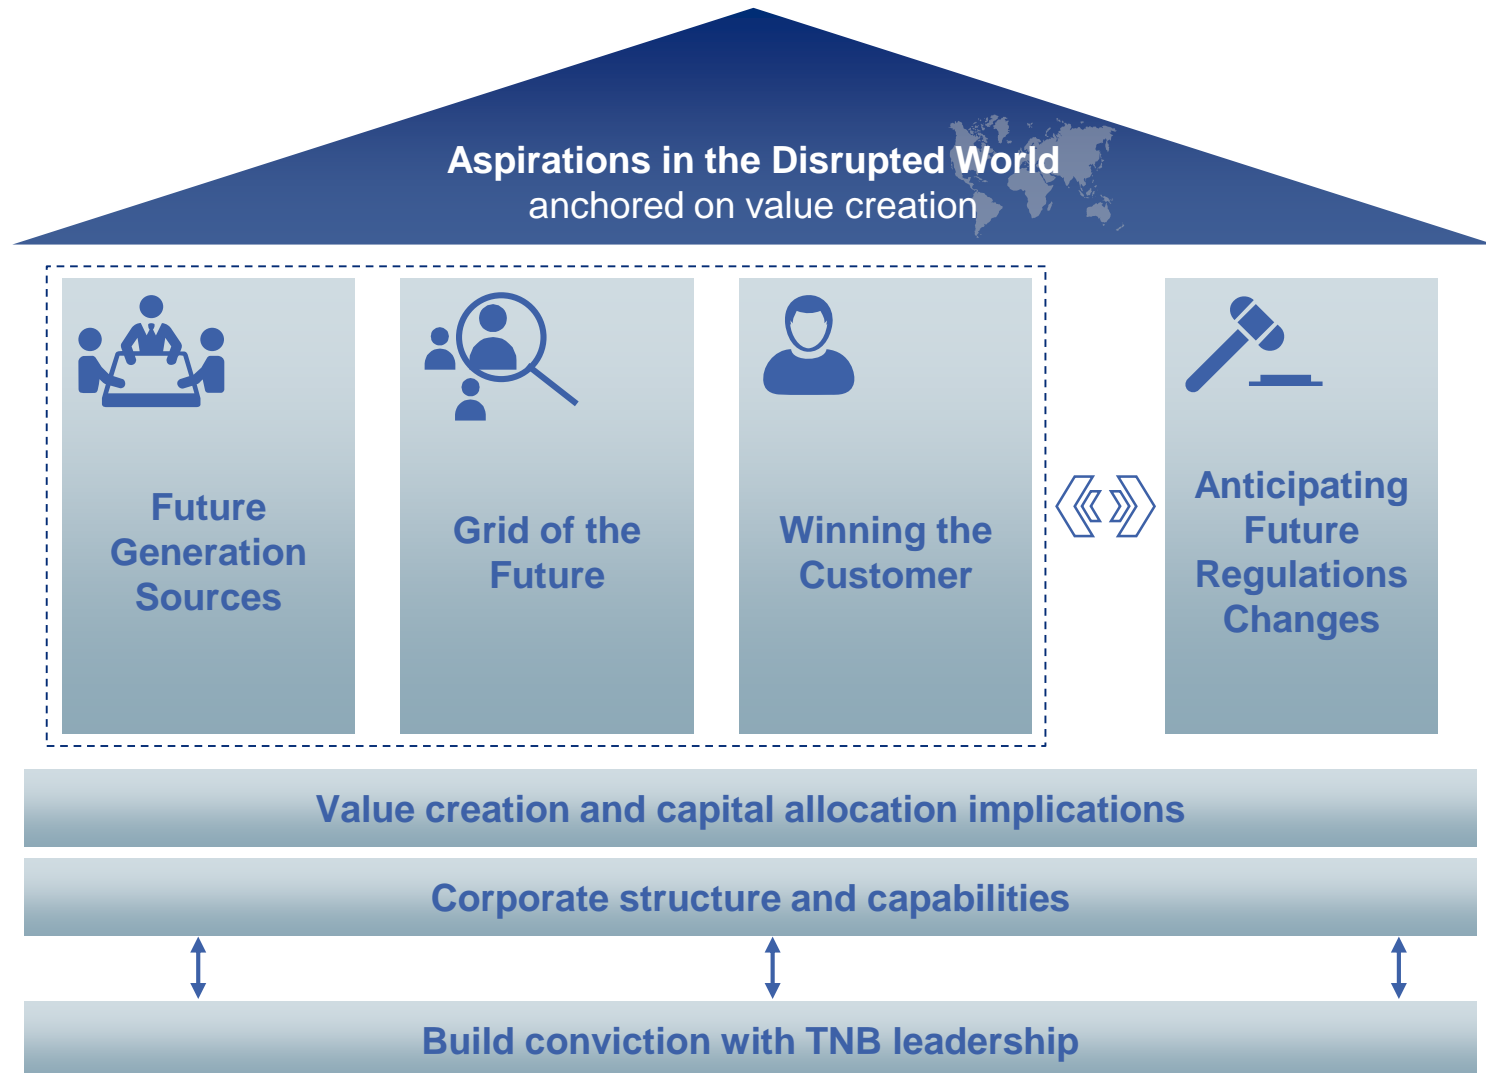 Aspirations in the Disrupted World
anchored on value creation
Future
Generation
Sources
Grid of the
Future
Winning the
Customer
Anticipating
Future
Regulations
Changes
Value creation and capital allocation implications
Corporate structure and capabilities
Build conviction with TNB leadership